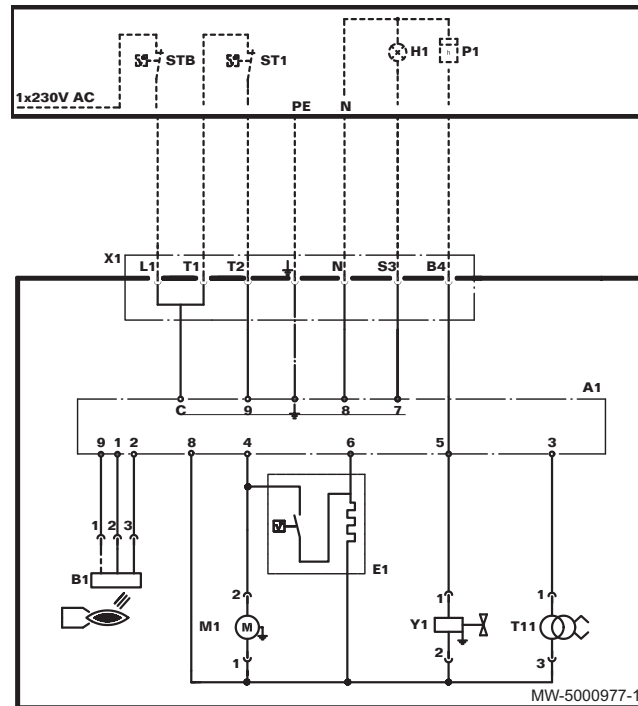 STB ST1 H1 h P1
1x230V AC
PE N
X1
L1 T1 T2 N S3 B4
A1
C 9 8 7
9 1 2 8 4 6 5 3
1 2 3
E1
B1
2 1 1
M1 M Y1 T11
1 2 3
MW-5000977-1